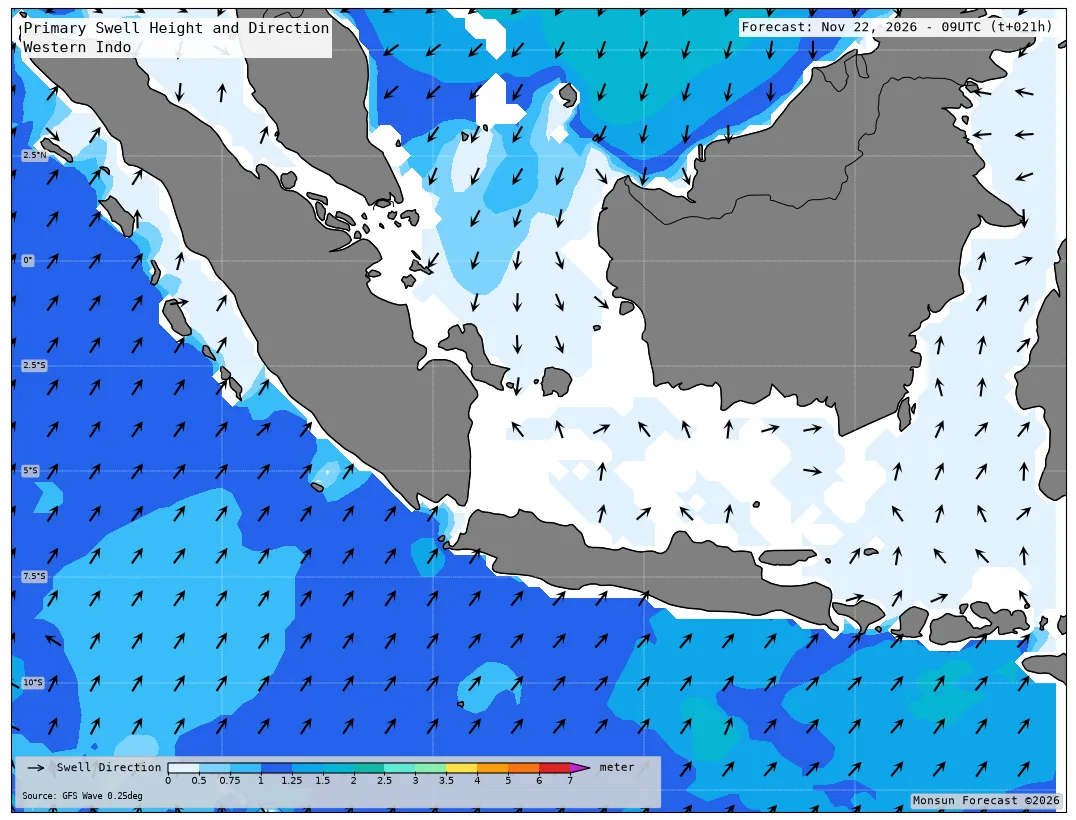 Primary Swell Height and Direction
Western Indo
Forecast: Nov 22, 2026 - 09UTC (t+021h)
2.5°N
0°
2.5°S
5°S
7.5°S
10°S
Swell Direction
0 0.5 0.75 1 1.25 1.5 2 2.5 3 3.5 4 5 6 7
meter
Source: GFS Wave 0.25deg
Monsun Forecast ©2026